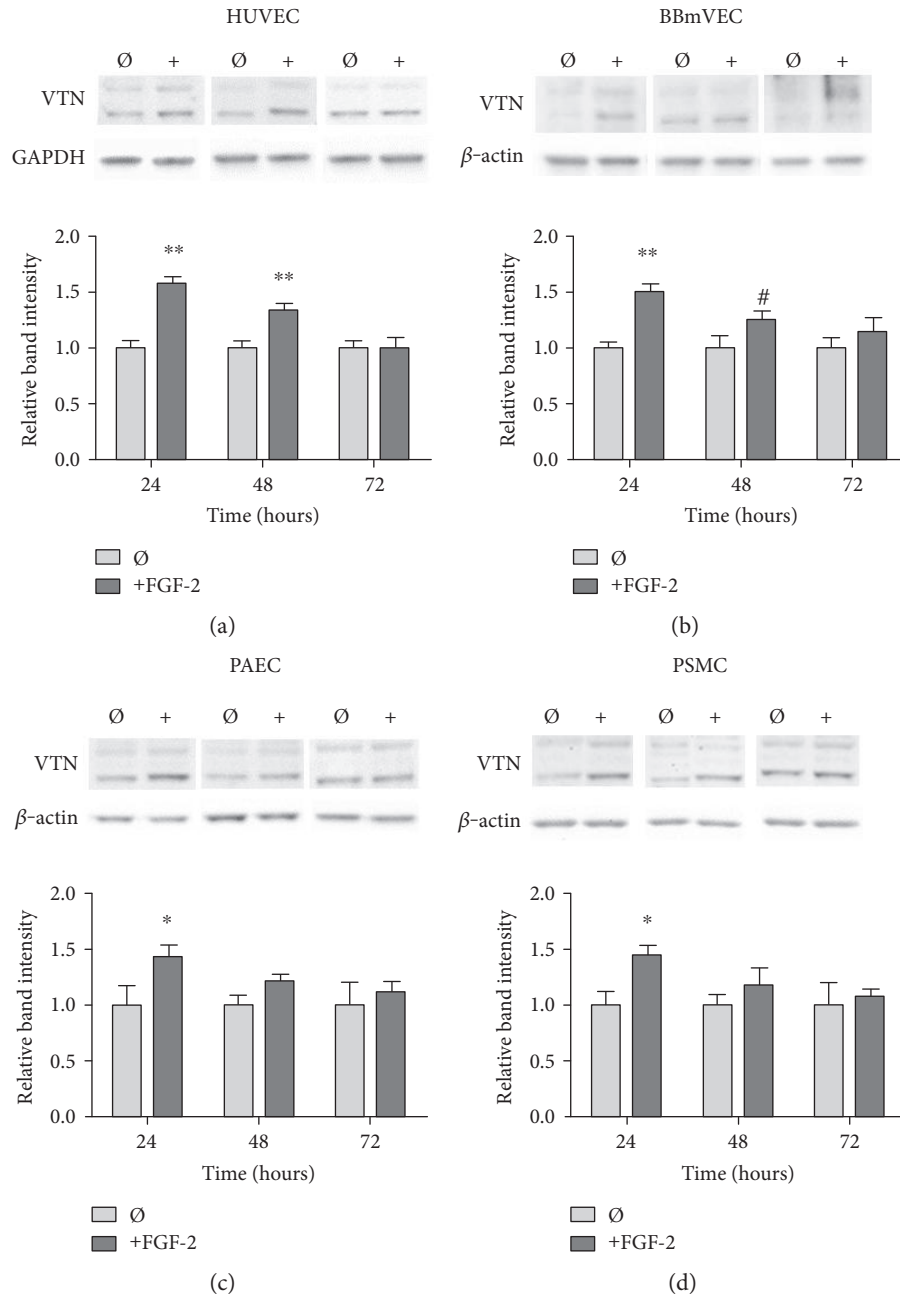 HUVEC
Ø + Ø + Ø +
VTN
GAPDH
2.0
1.5
1.0
0.5
0.0
Relative band intensity
** **
24 48 72
Time (hours)
Ø
+FGF-2
(a)
BBmVEC
Ø + Ø + Ø +
VTN
β-actin
2.0
1.5
1.0
0.5
0.0
Relative band intensity
** #
24 48 72
Time (hours)
Ø
+FGF-2
(b)
PAEC
Ø + Ø + Ø +
VTN
β-actin
2.0
1.5
1.0
0.5
0.0
Relative band intensity
*
24 48 72
Time (hours)
Ø
+FGF-2
(c)
PSMC
Ø + Ø + Ø +
VTN
β-actin
2.0
1.5
1.0
0.5
0.0
Relative band intensity
*
24 48 72
Time (hours)
Ø
+FGF-2
(d)